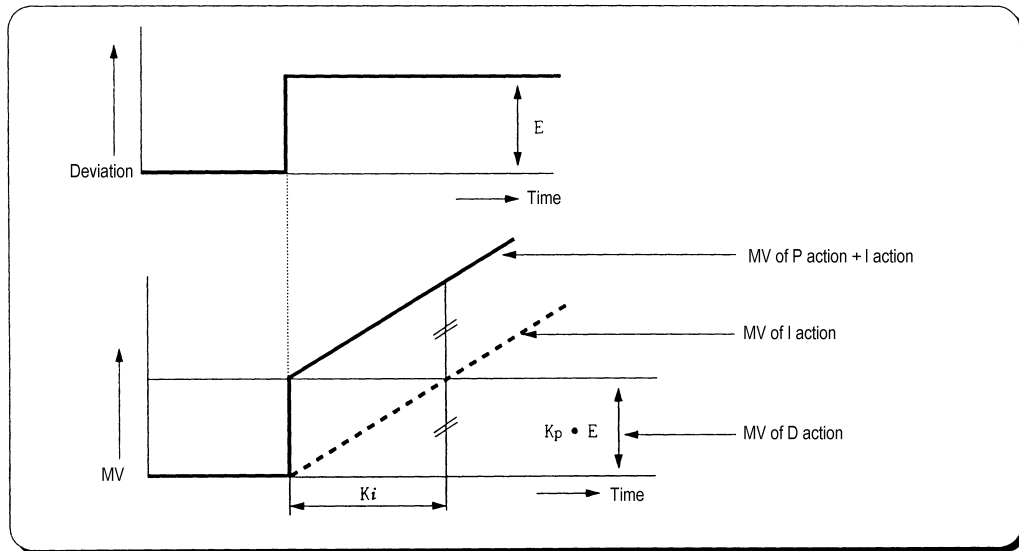 E
Deviation
Time
MV of P action + I action
MV of I action
Kp • E
MV of D action
MV
Ki
Time